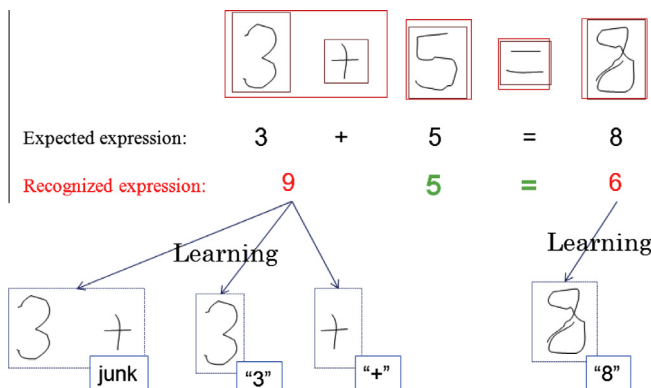 3 + 5 = 8
Expected expression: 3 + 5 = 8
Recognized expression: 9 5 = 6
Learning Learning
3 + 3 + 8
junk “3” “+” “8”